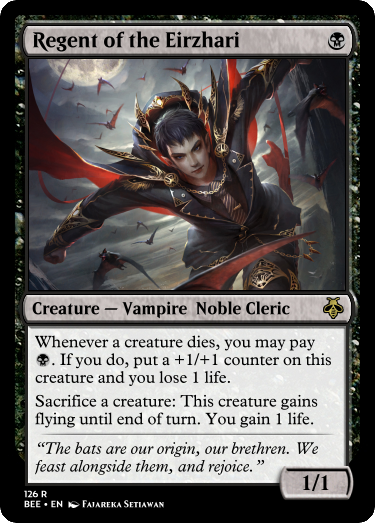 Regent of the Eirzhari
Creature — Vampire Noble Cleric
Whenever a creature dies, you may pay
. If you do, put a +1/+1 counter on this
creature and you lose 1 life.
Sacrifice a creature: This creature gains
flying until end of turn. You gain 1 life.
“The bats are our origin, our brethren. We
feast alongside them, and rejoice.”
1/1
126 R
BEE • EN Fajareka Setiawan